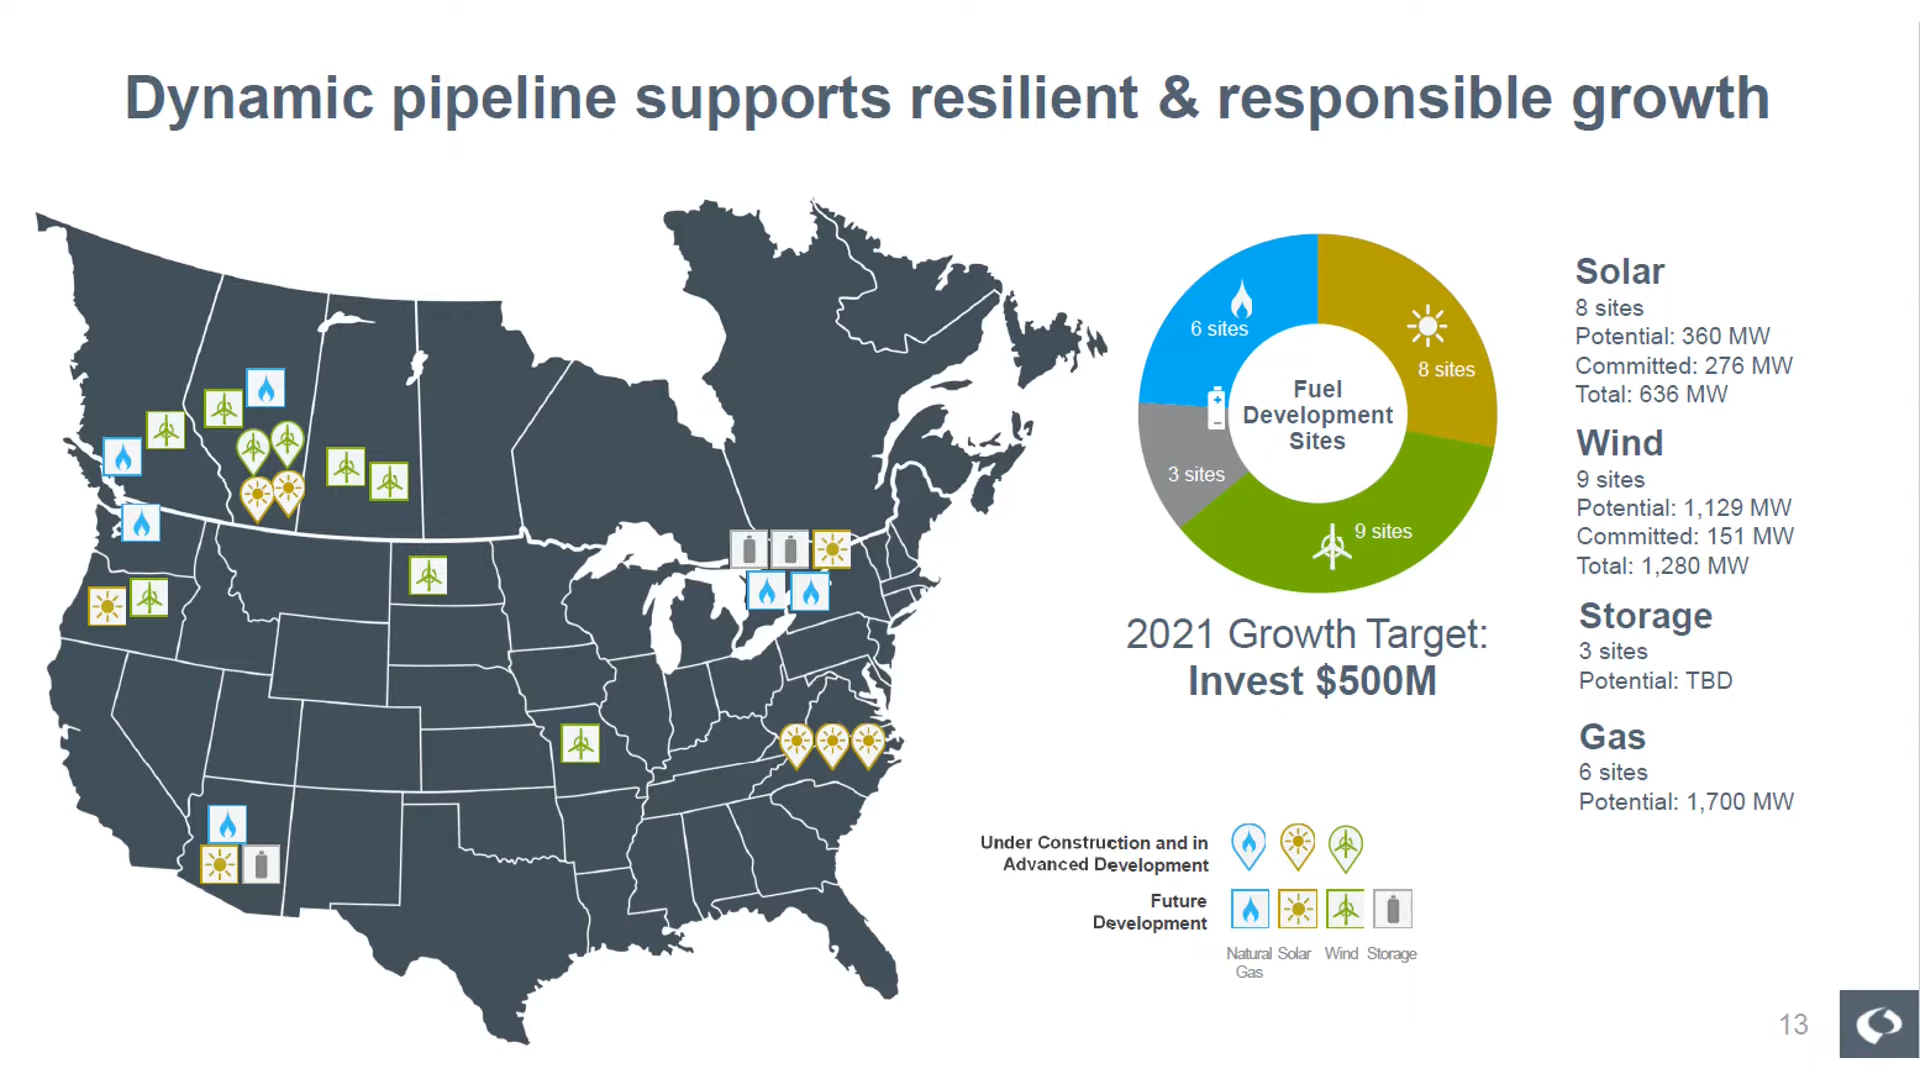 Dynamic pipeline supports resilient & responsible growth
6 sites
8 sites
Fuel
Development
Sites
3 sites
9 sites
2021 Growth Target:
Invest $500M
Solar
8 sites
Potential: 360 MW
Committed: 276 MW
Total: 636 MW
Wind
9 sites
Potential: 1,129 MW
Committed: 151 MW
Total: 1,280 MW
Storage
3 sites
Potential: TBD
Gas
6 sites
Potential: 1,700 MW
Under Construction and in
Advanced Development
Future
Development
Natural Gas
Solar
Wind
Storage
13